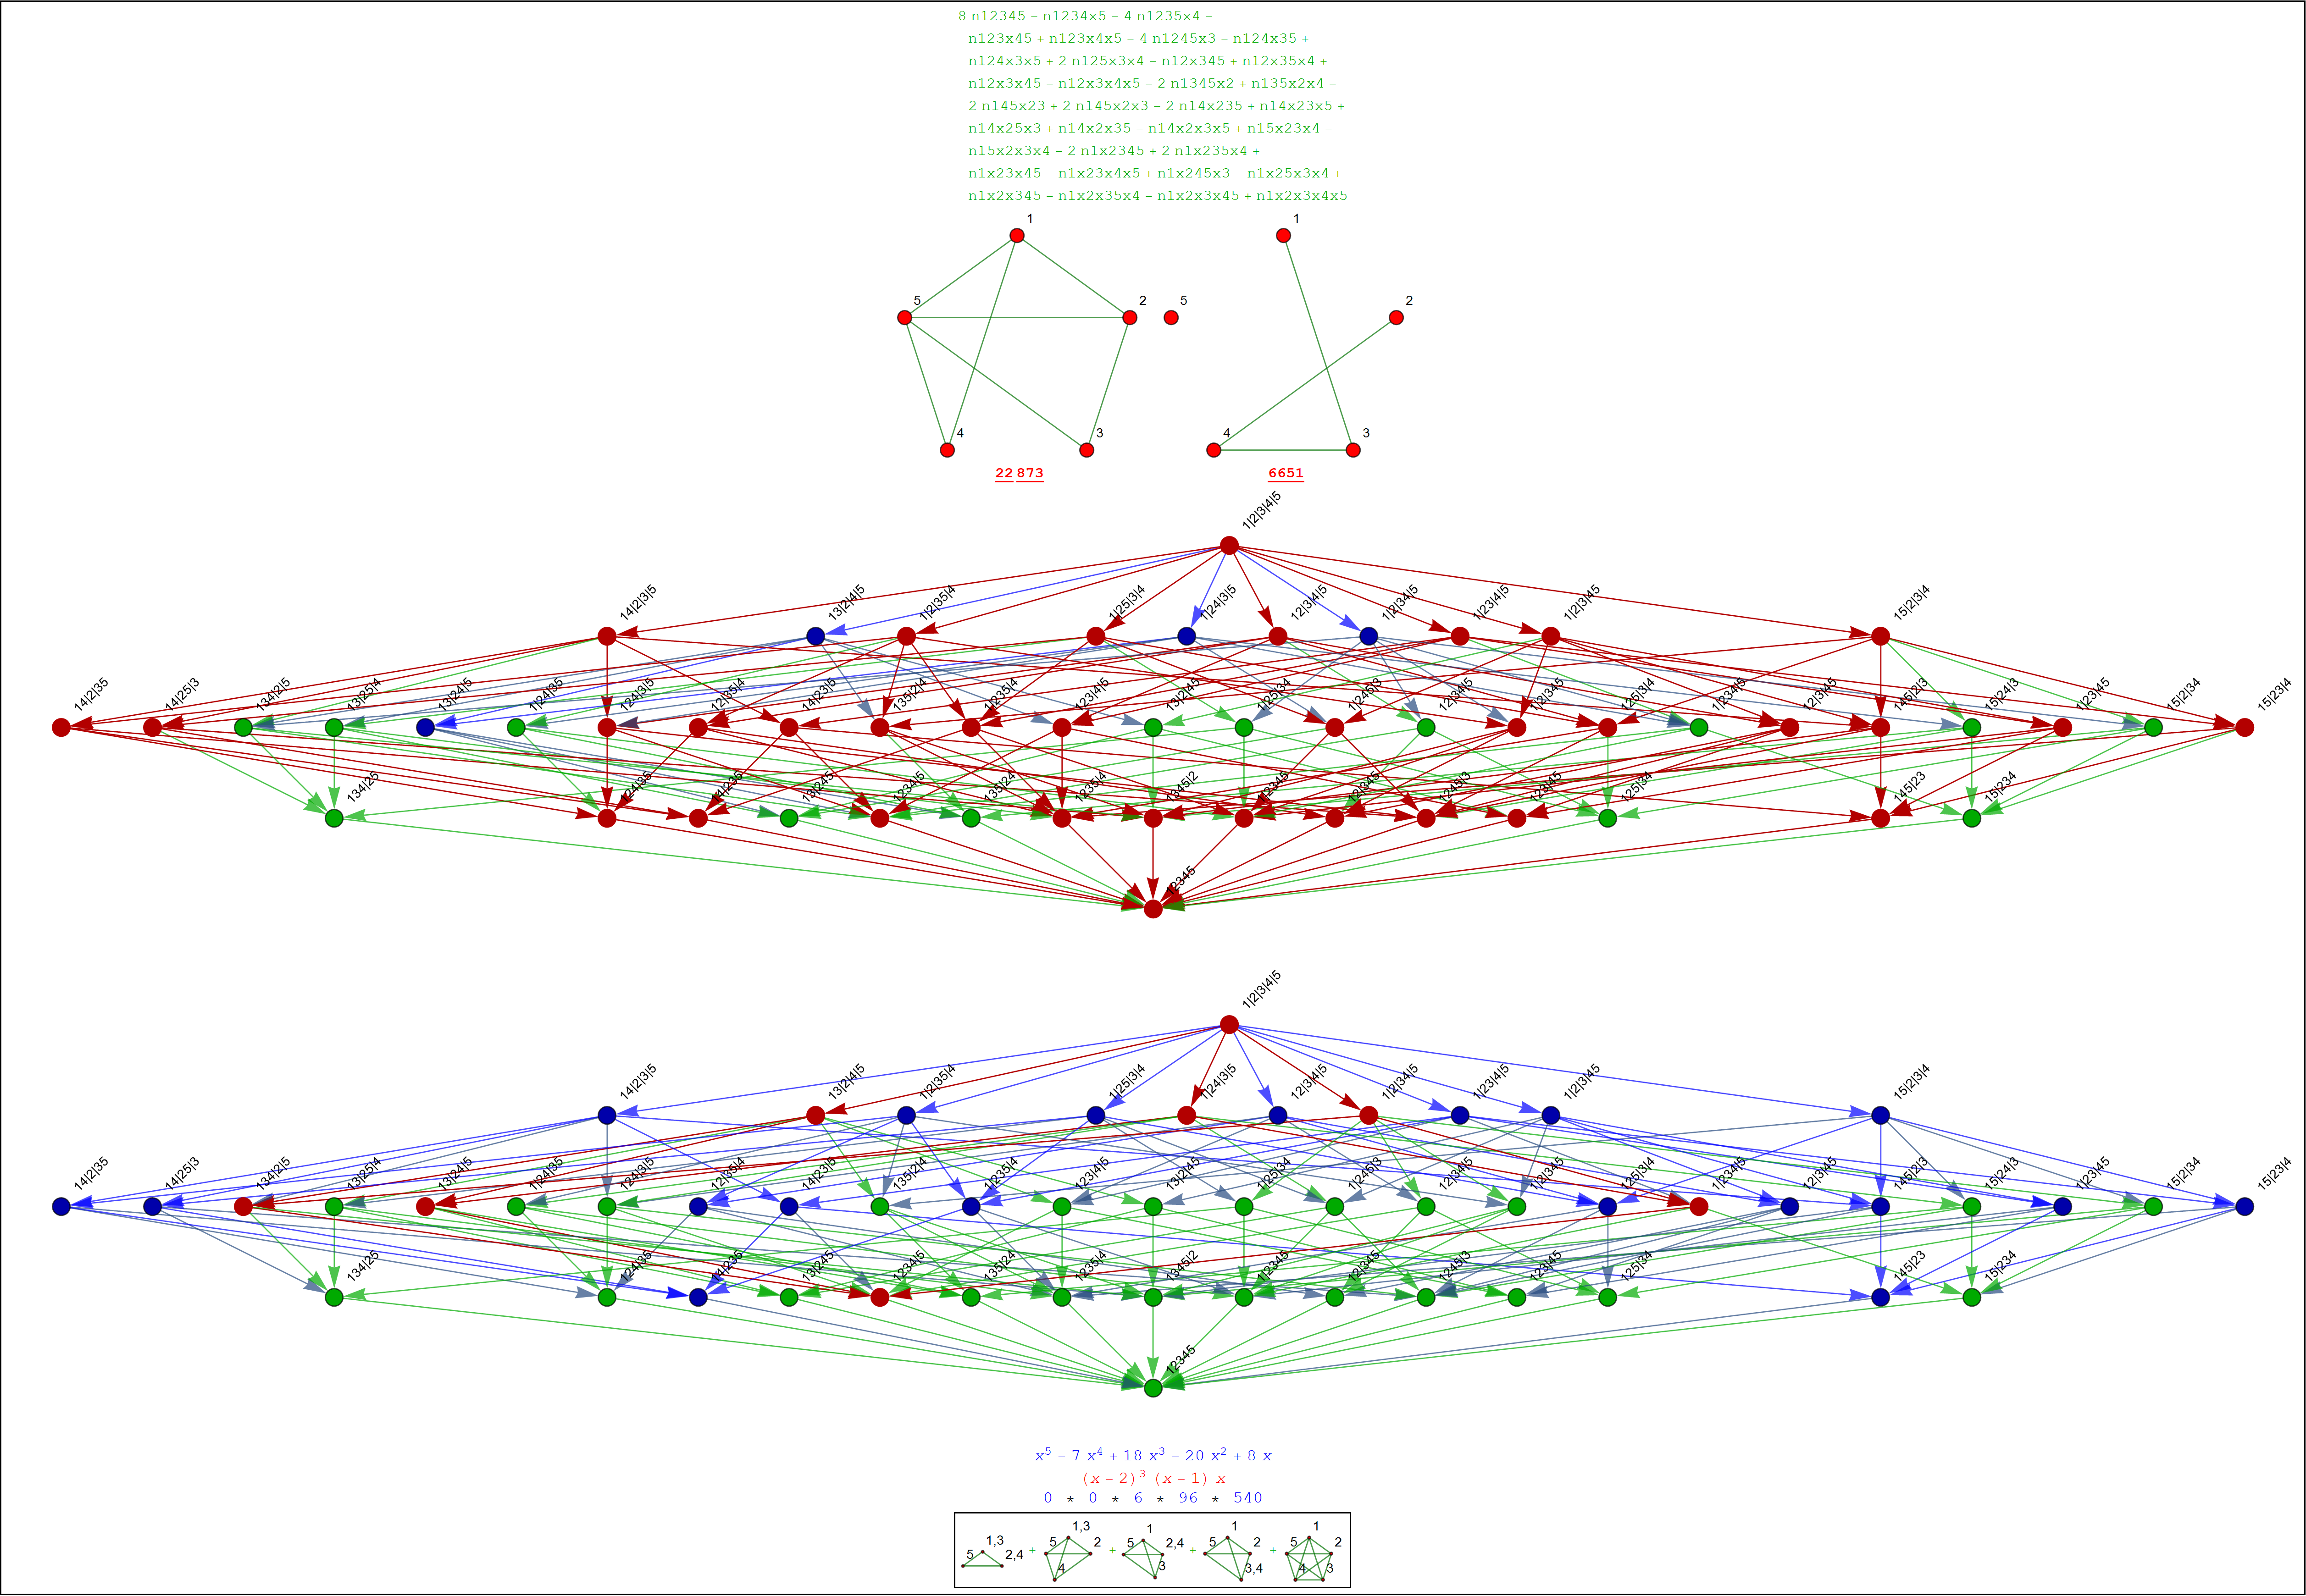 8 n12345 − n1234x5 − 4 n1235x4 −
n123x45 + n123x4x5 − 4 n1245x3 − n124x35 +
n124x3x5 + 2 n125x3x4 − n12x345 + n12x35x4 +
n12x3x45 − n12x3x4x5 − 2 n1345x2 + n135x2x4 −
2 n145x23 + 2 n145x2x3 − 2 n14x235 + n14x23x5 +
n14x25x3 + n14x2x35 − n14x2x3x5 + n15x23x4 −
n15x2x3x4 − 2 n1x2345 + 2 n1x235x4 +
n1x23x45 − n1x23x4x5 + n1x245x3 − n1x25x3x4 +
n1x2x345 − n1x2x35x4 − n1x2x3x45 + n1x2x3x4x5
1 1
5 2 5 2
4 3 4 3
22 873 6651
1|2|3|4|5
14|2|3|5 13|2|4|5 1|2|35|4 1|25|3|4 1|24|3|5 12|3|4|5 1|2|34|5 1|23|4|5 1|2|3|45 15|2|3|4
14|2|35 14|25|3 134|2|5 13|25|4 13|24|5 1|24|35 124|3|5 12|35|4 14|23|5 135|2|4 1|235|4 123|4|5 13|2|45 1|25|34 1|245|3 12|34|5 1|2|345 125|3|4 1|234|5 12|3|45 145|2|3 15|24|3 1|23|45 15|2|34 15|23|4
134|25 124|35 14|235 13|245 1234|5 135|24 1235|4 1345|2 1|2345 12|345 1245|3 123|45 125|34 145|23 15|234
12345
1|2|3|4|5
14|2|3|5 13|2|4|5 1|2|35|4 1|25|3|4 1|24|3|5 12|3|4|5 1|2|34|5 1|23|4|5 1|2|3|45 15|2|3|4
14|2|35 14|25|3 134|2|5 13|25|4 13|24|5 1|24|35 124|3|5 12|35|4 14|23|5 135|2|4 1|235|4 123|4|5 13|2|45 1|25|34 1|245|3 12|34|5 1|2|345 125|3|4 1|234|5 12|3|45 145|2|3 15|24|3 1|23|45 15|2|34 15|23|4
134|25 124|35 14|235 13|245 1234|5 135|24 1235|4 1345|2 1|2345 12|345 1245|3 123|45 125|34 145|23 15|234
12345
x⁵ − 7 x⁴ + 18 x³ − 20 x² + 8 x
(x − 2)³ (x − 1) x
0 * 0 * 6 * 96 * 540
5 1,3 2,4 + 5 1,3 2 4 + 5 1 2,4 3 + 5 1 2 3,4 + 5 1 2 4 3